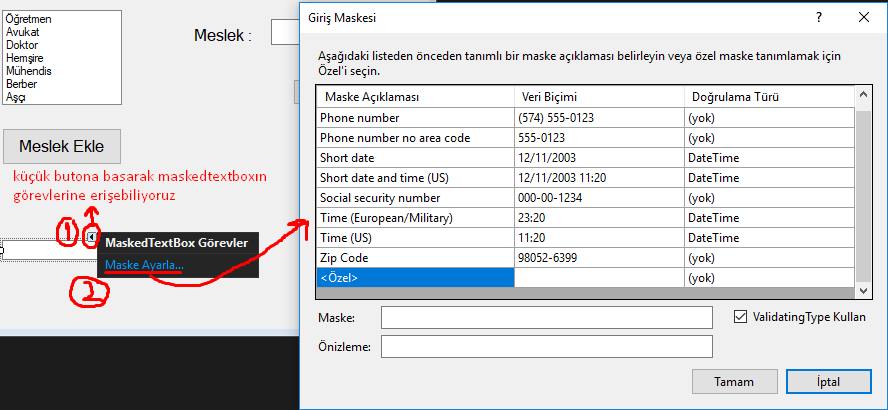 Öğretmen
Avukat
Doktor
Hemşire
Mühendis
Berber
Aşçı
Meslek :
Meslek Ekle
küçük butona basarak maskedtextboxın
görevlerine erişebiliyoruz
1
MaskedTextBox Görevler
Maske Ayarla...
2
Giriş Maskesi
?
Aşağıdaki listeden önceden tanımlı bir maske açıklaması belirleyin veya özel maske tanımlamak için
Özel'i seçin.
Maske Açıklaması Veri Biçimi Doğrulama Türü
Phone number (574) 555-0123 (yok)
Phone number no area code 555-0123 (yok)
Short date 12/11/2003 DateTime
Short date and time (US) 12/11/2003 11:20 DateTime
Social security number 000-00-1234 (yok)
Time (European/Military) 23:20 DateTime
Time (US) 11:20 DateTime
Zip Code 98052-6399 (yok)
<Özel> (yok)
Maske:
ValidatingType Kullan
Önizleme:
Tamam
İptal